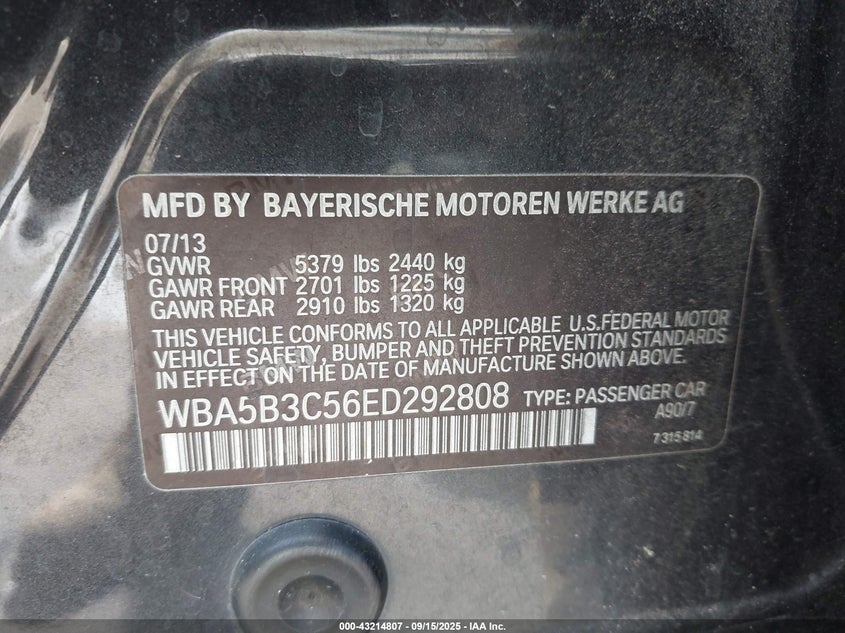 MFD BY BAYERISCHE MOTOREN WERKE AG
07/13
GVWR 5379 lbs 2440 kg
GAWR FRONT 2701 lbs 1225 kg
GAWR REAR 2910 lbs 1320 kg
THIS VEHICLE CONFORMS TO ALL APPLICABLE U.S.FEDERAL MOTOR
VEHICLE SAFETY, BUMPER AND THEFT PREVENTION STANDARDS
IN EFFECT ON THE DATE OF MANUFACTURE SHOWN ABOVE.
WBA5B3C56ED292808 TYPE: PASSENGER CAR
A90/7
7 315 814
000-43214807 - 09/15/2025 - IAA Inc.